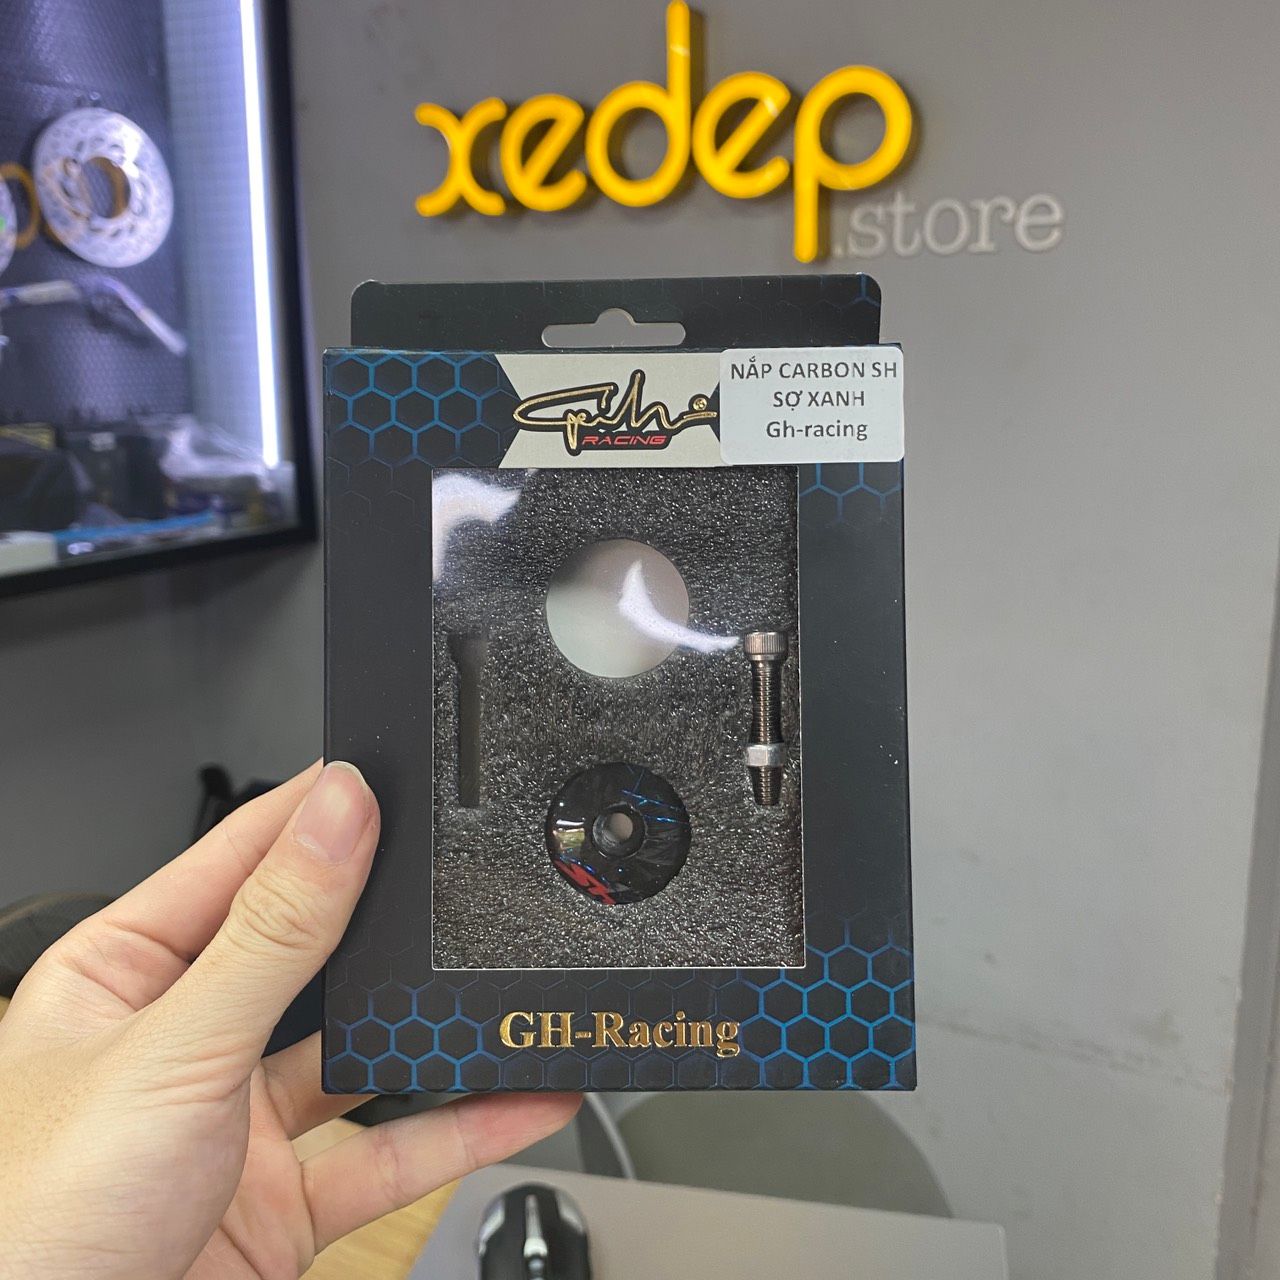 xedep
.store
NẮP CARBON SH
SỢ XANH
Gh-racing
RACING
GH-Racing